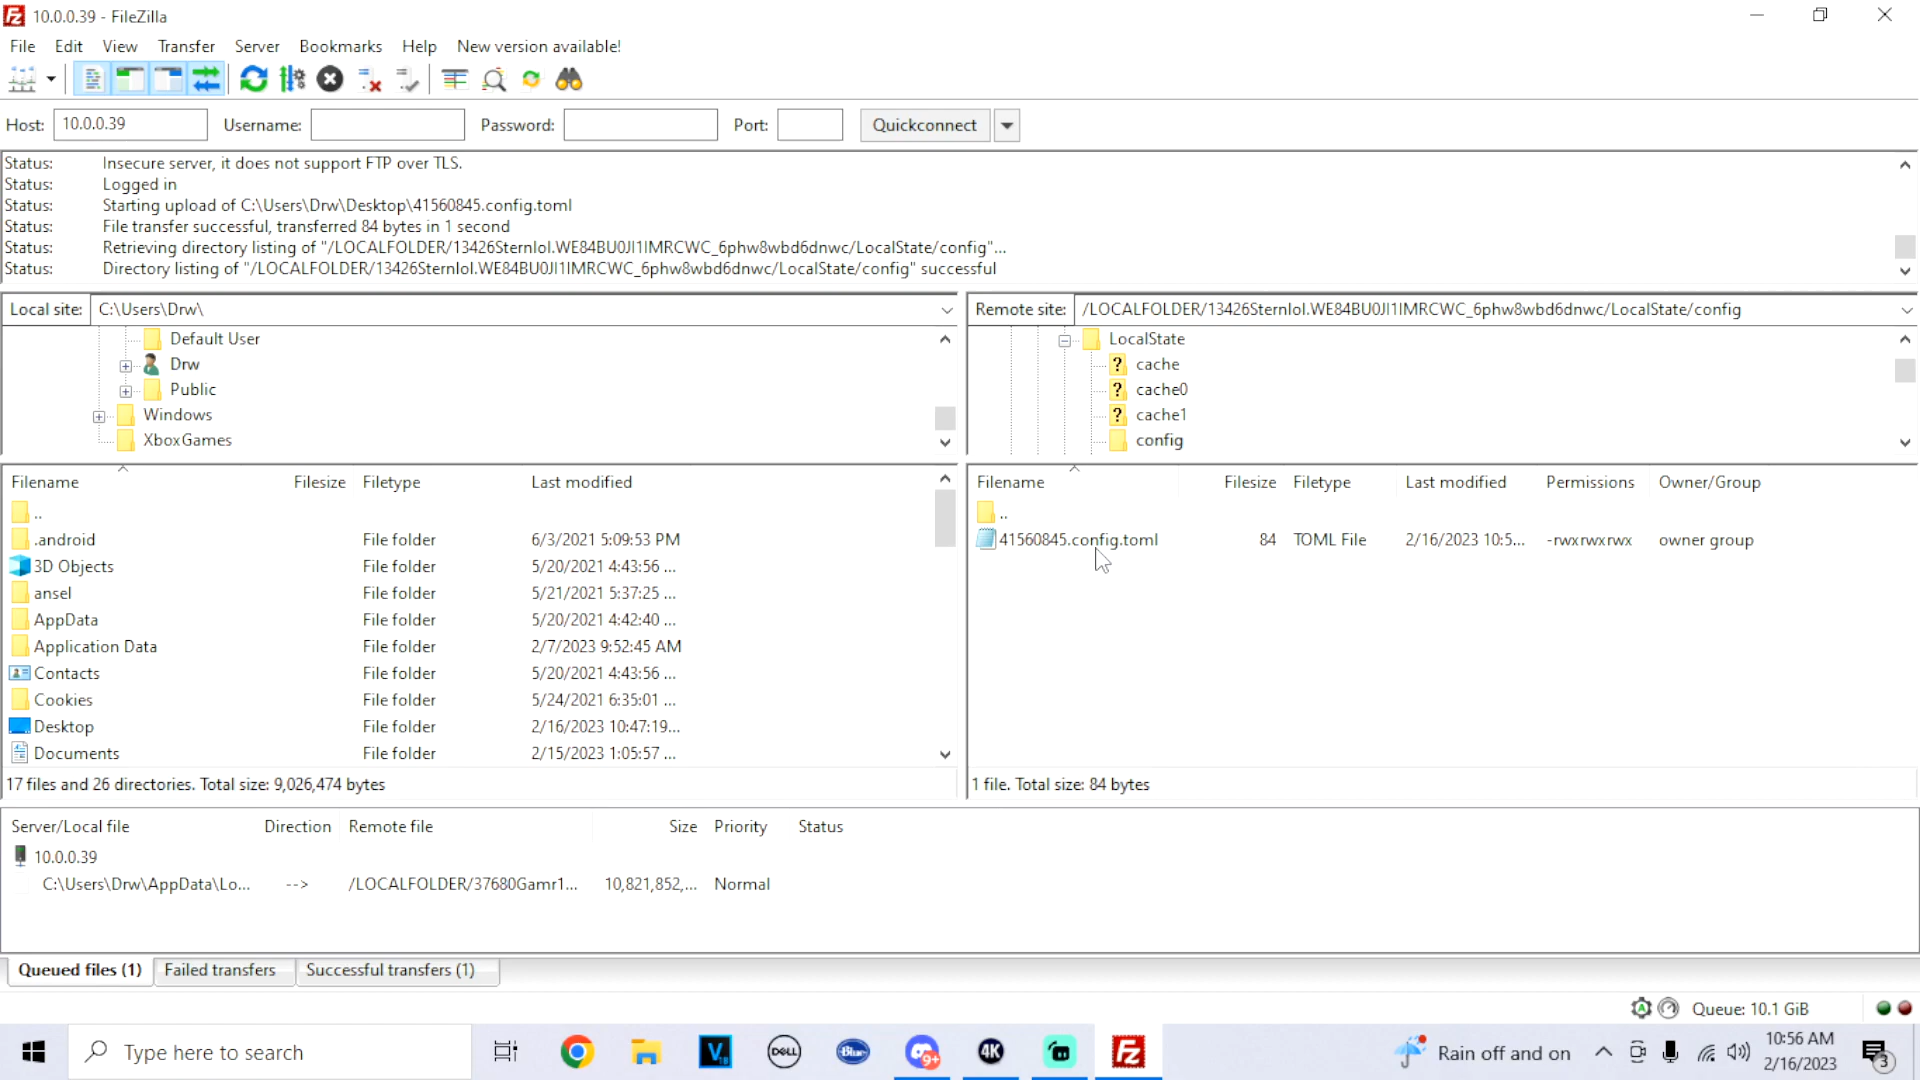 10.0.0.39 - FileZilla
File Edit View Transfer Server Bookmarks Help New version available!
Host: 10.0.0.39 Username: Password: Port: Quickconnect
Status: Insecure server, it does not support FTP over TLS.
Status: Logged in
Status: Starting upload of C:\Users\Drw\Desktop\41560845.config.toml
Status: File transfer successful, transferred 84 bytes in 1 second
Status: Retrieving directory listing of "/LOCALFOLDER/13426SternIol.WE84BU0JI1IMRCWC_6phw8wbd6dnwc/LocalState/config"...
Status: Directory listing of "/LOCALFOLDER/13426SternIol.WE84BU0JI1IMRCWC_6phw8wbd6dnwc/LocalState/config" successful
Local site: C:\Users\Drw\
Default User
Drw
Public
Windows
XboxGames
Remote site: /LOCALFOLDER/13426SternIol.WE84BU0JI1IMRCWC_6phw8wbd6dnwc/LocalState/config
LocalState
? cache
? cache0
? cache1
config
Filename Filesize Filetype Last modified
..
.android File folder 6/3/2021 5:09:53 PM
3D Objects File folder 5/20/2021 4:43:56 ...
ansel File folder 5/21/2021 5:37:25 ...
AppData File folder 5/20/2021 4:42:40 ...
Application Data File folder 2/7/2023 9:52:45 AM
Contacts File folder 5/20/2021 4:43:56 ...
Cookies File folder 5/24/2021 6:35:01 ...
Desktop File folder 2/16/2023 10:47:19...
Documents File folder 2/15/2023 1:05:57 ...
17 files and 26 directories. Total size: 9,026,474 bytes
Filename Filesize Filetype Last modified Permissions Owner/Group
..
41560845.config.toml 84 TOML File 2/16/2023 10:5... -rwxrwxrwx owner group
1 file. Total size: 84 bytes
Server/Local file Direction Remote file Size Priority Status
10.0.0.39
C:\Users\Drw\AppData\Lo... --> /LOCALFOLDER/37680Gamr1... 10,821,852,... Normal
Queued files (1) Failed transfers Successful transfers (1)
Queue: 10.1 GiB
Type here to search
V
18
DELL
Blue
9+
4K
Fz
Rain off and on
10:56 AM
2/16/2023
3